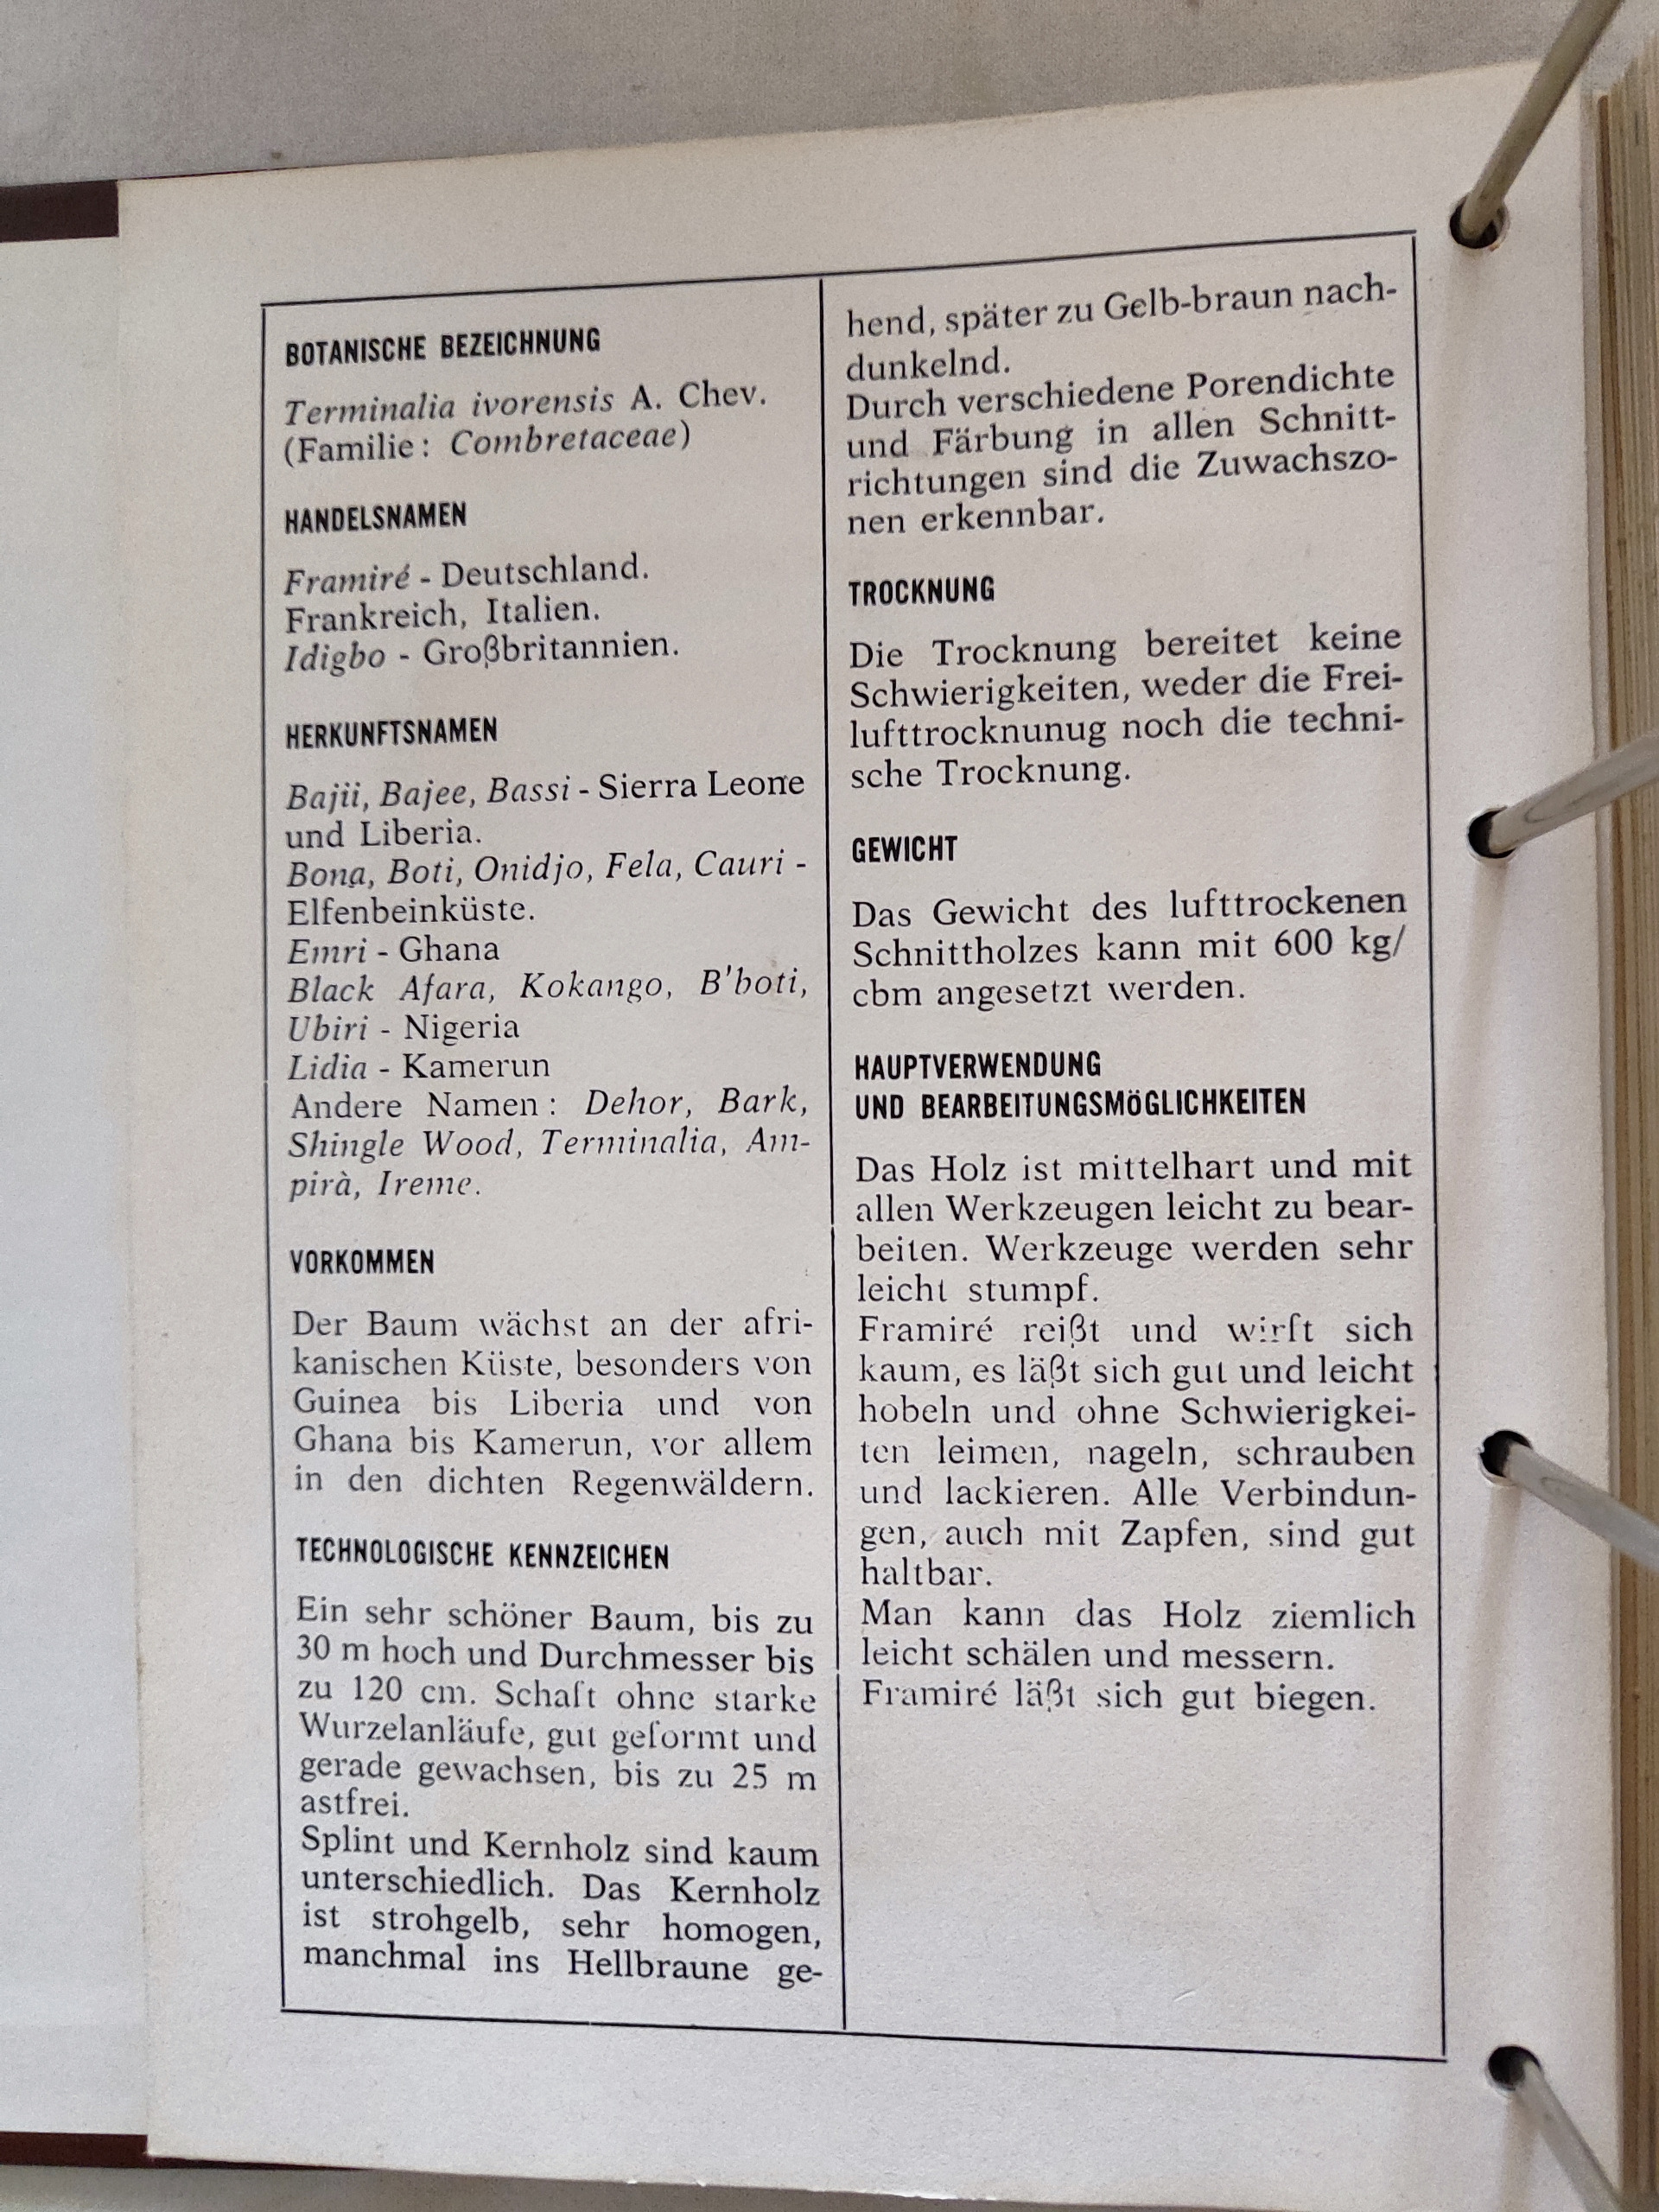 BOTANISCHE BEZEICHNUNG
Terminalia ivorensis A. Chev.
(Familie: Combretaceae)
HANDELSNAMEN
Framiré - Deutschland.
Frankreich, Italien.
Idigbo - Großbritannien.
HERKUNFTSNAMEN
Bajii, Bajee, Bassi - Sierra Leone
und Liberia.
Bona, Boti, Onidjo, Fela, Cauri -
Elfenbeinküste.
Emri - Ghana
Black Afara, Kokango, B'boti,
Ubiri - Nigeria
Lidia - Kamerun
Andere Namen: Dehor, Bark,
Shingle Wood, Terminalia, Am-
pirà, Ireme.
VORKOMMEN
Der Baum wächst an der afri-
kanischen Küste, besonders von
Guinea bis Liberia und von
Ghana bis Kamerun, vor allem
in den dichten Regenwäldern.
TECHNOLOGISCHE KENNZEICHEN
Ein sehr schöner Baum, bis zu
30 m hoch und Durchmesser bis
zu 120 cm. Schaft ohne starke
Wurzelanläufe, gut geformt und
gerade gewachsen, bis zu 25 m
astfrei.
Splint und Kernholz sind kaum
unterschiedlich. Das Kernholz
ist strohgelb, sehr homogen,
manchmal ins Hellbraune ge-
hend, später zu Gelb-braun nach-
dunkelnd.
Durch verschiedene Porendichte
und Färbung in allen Schnitt-
richtungen sind die Zuwachszo-
nen erkennbar.
TROCKNUNG
Die Trocknung bereitet keine
Schwierigkeiten, weder die Frei-
lufttrocknunug noch die techni-
sche Trocknung.
GEWICHT
Das Gewicht des lufttrockenen
Schnittholzes kann mit 600 kg/
cbm angesetzt werden.
HAUPTVERWENDUNG
UND BEARBEITUNGSMÖGLICHKEITEN
Das Holz ist mittelhart und mit
allen Werkzeugen leicht zu bear-
beiten. Werkzeuge werden sehr
leicht stumpf.
Framiré reißt und wirft sich
kaum, es läßt sich gut und leicht
hobeln und ohne Schwierigkei-
ten leimen, nageln, schrauben
und lackieren. Alle Verbindun-
gen, auch mit Zapfen, sind gut
haltbar.
Man kann das Holz ziemlich
leicht schälen und messern.
Framiré läßt sich gut biegen.